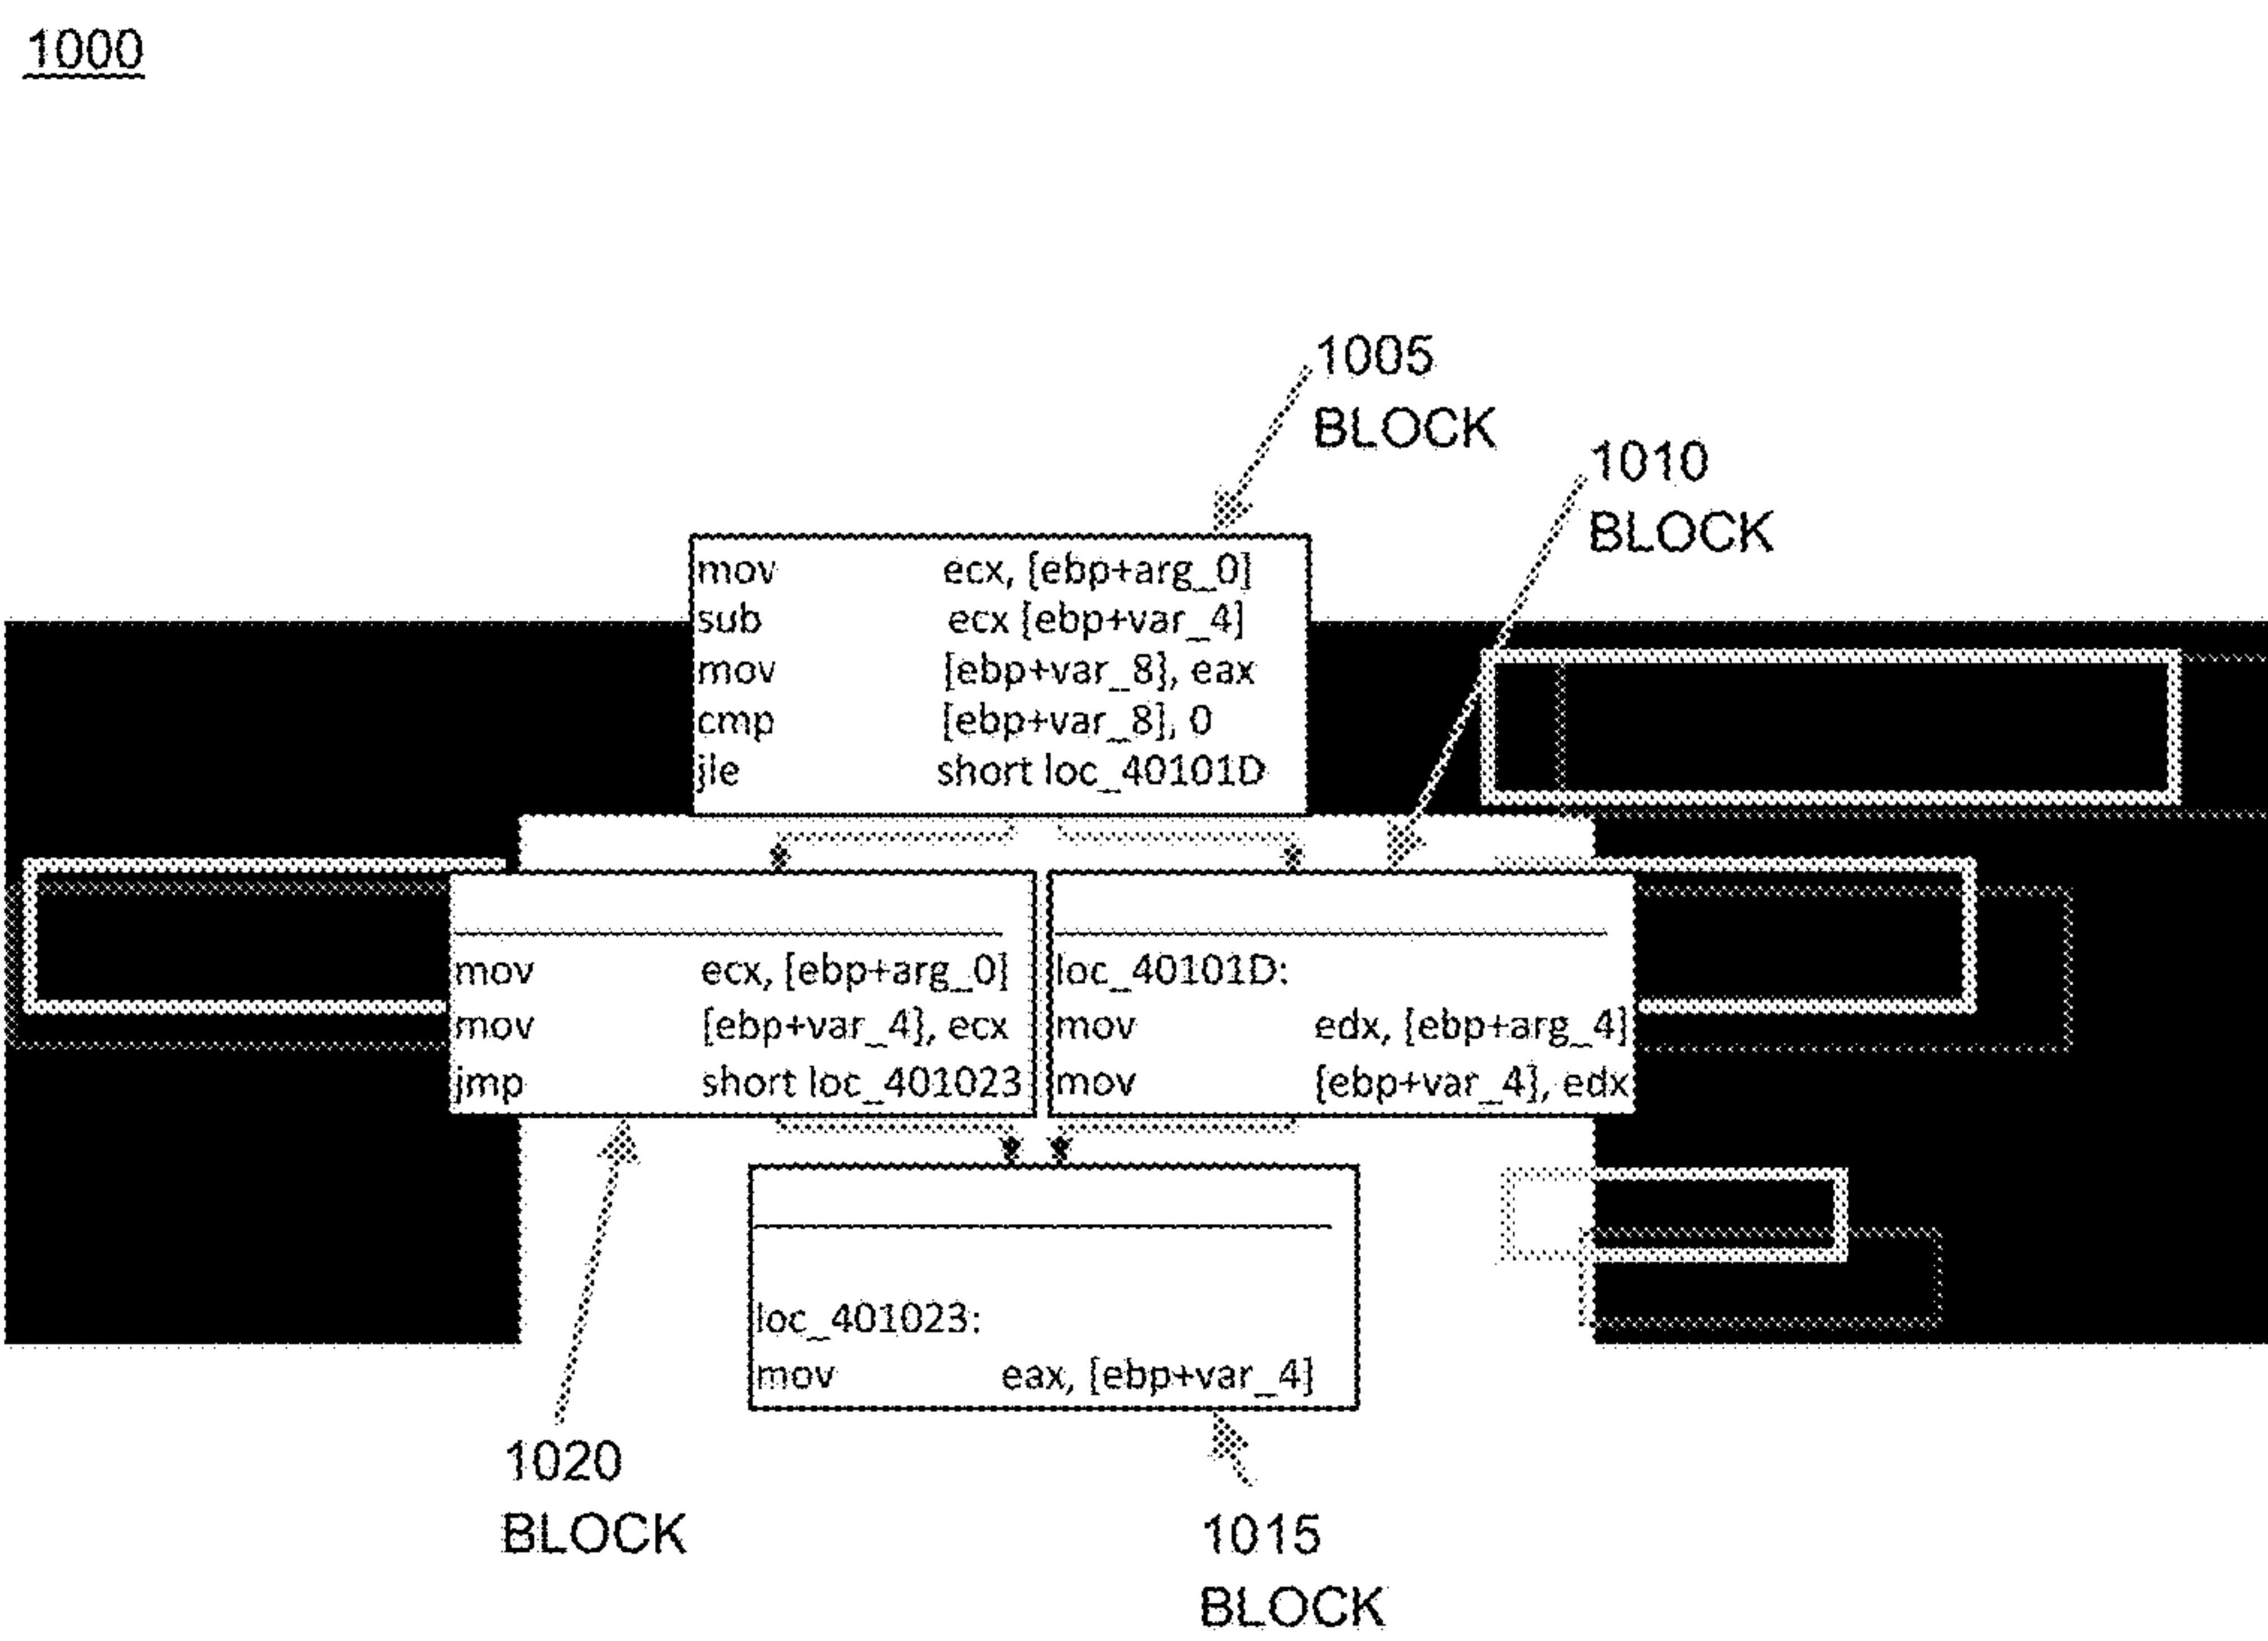 1000
1005
BLOCK
1010
BLOCK
mov ecx, [ebp+arg_0]
sub ecx [ebp+var_4]
mov [ebp+var_8], eax
cmp [ebp+var_8], 0
jle short loc_40101D
mov ecx, [ebp+arg_0]
mov [ebp+var_4], ecx
jmp short loc_401023
loc_40101D:
mov edx, [ebp+arg_4]
mov [ebp+var_4], edx
loc_401023:
mov eax, [ebp+var_4]
1020
BLOCK
1015
BLOCK